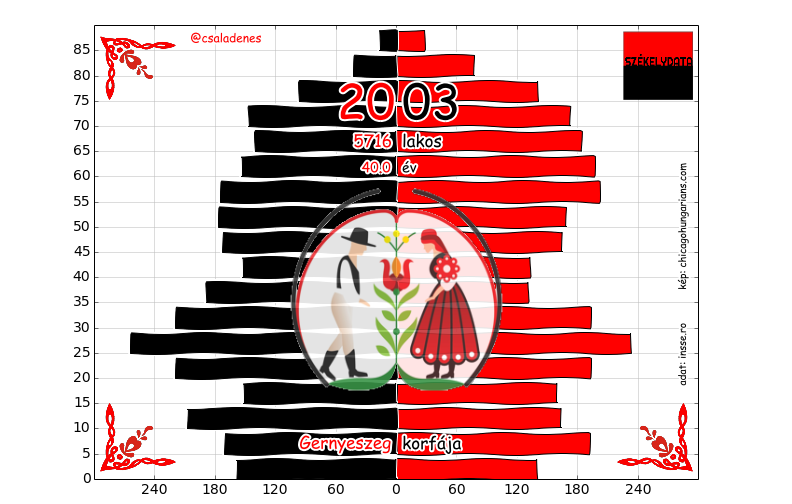 @csaladenes
SZÉKELYDATA
2003
5716 lakos
40.0 év
kép: chicagohungarians.com
adat: insse.ro
Gernyeszeg korfája
85
80
75
70
65
60
55
50
45
40
35
30
25
20
15
10
5
0
240 180 120 60 0 60 120 180 240